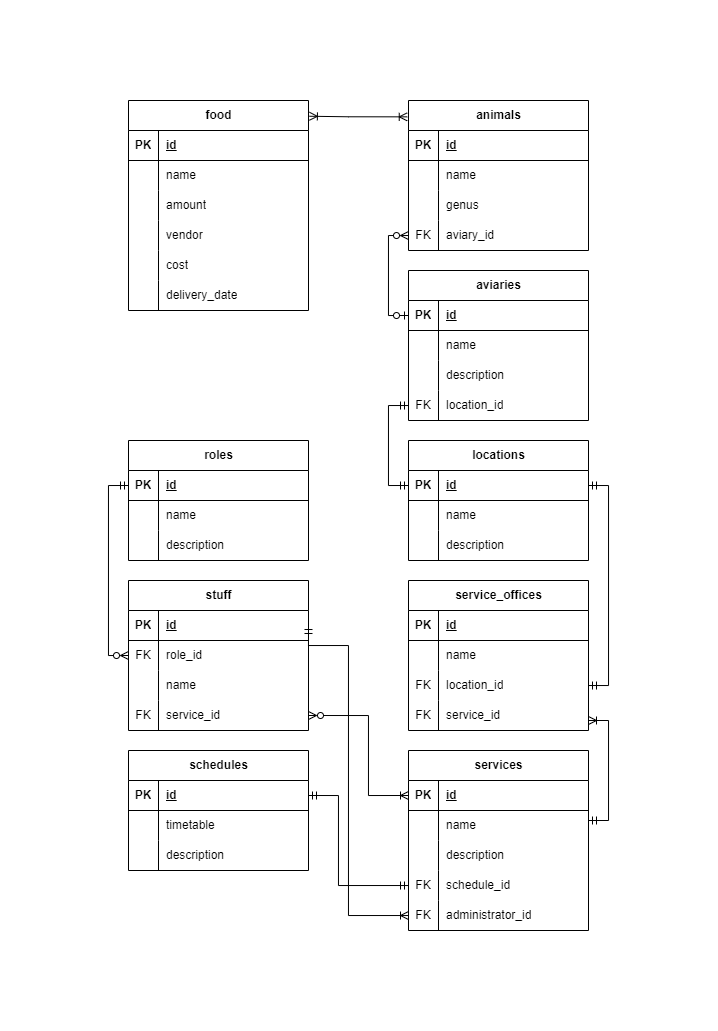 food
PK id
name
amount
vendor
cost
delivery_date
animals
PK id
name
genus
FK aviary_id
aviaries
PK id
name
description
FK location_id
roles
PK id
name
description
locations
PK id
name
description
stuff
PK id
FK role_id
name
FK service_id
service_offices
PK id
name
FK location_id
FK service_id
schedules
PK id
timetable
description
services
PK id
name
description
FK schedule_id
FK administrator_id